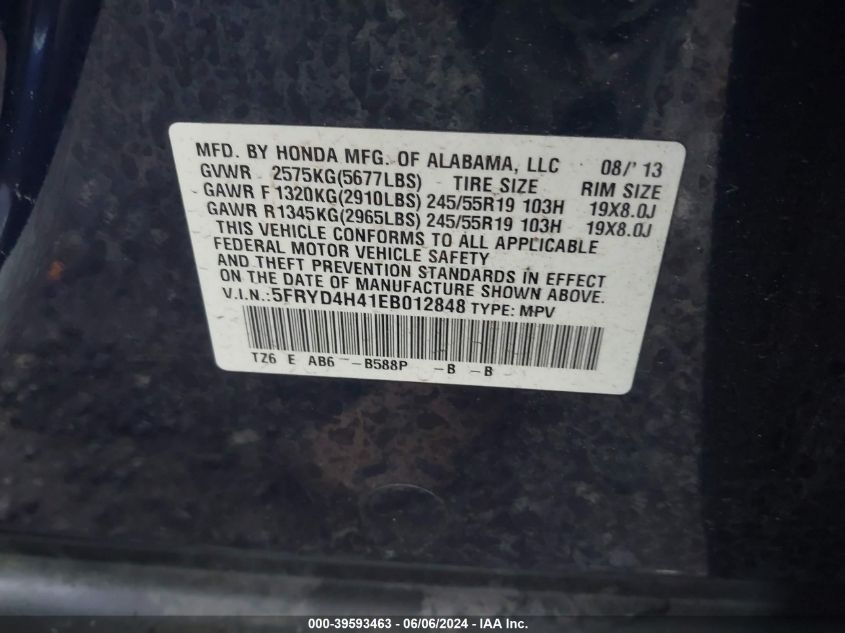 MFD. BY HONDA MFG. OF ALABAMA, LLC 08/'13
GVWR 2575KG(5677LBS) TIRE SIZE RIM SIZE
GAWR F 1320KG(2910LBS) 245/55R19 103H 19X8.0J
GAWR R 1345KG(2965LBS) 245/55R19 103H 19X8.0J
THIS VEHICLE CONFORMS TO ALL APPLICABLE
FEDERAL MOTOR VEHICLE SAFETY
AND THEFT PREVENTION STANDARDS IN EFFECT
ON THE DATE OF MANUFACTURE SHOWN ABOVE.
V.I.N.:5FRYD4H41EB012848 TYPE: MPV
TZ6 E AB6 -B588P -B -B
000-39593463 - 06/06/2024 - IAA Inc.